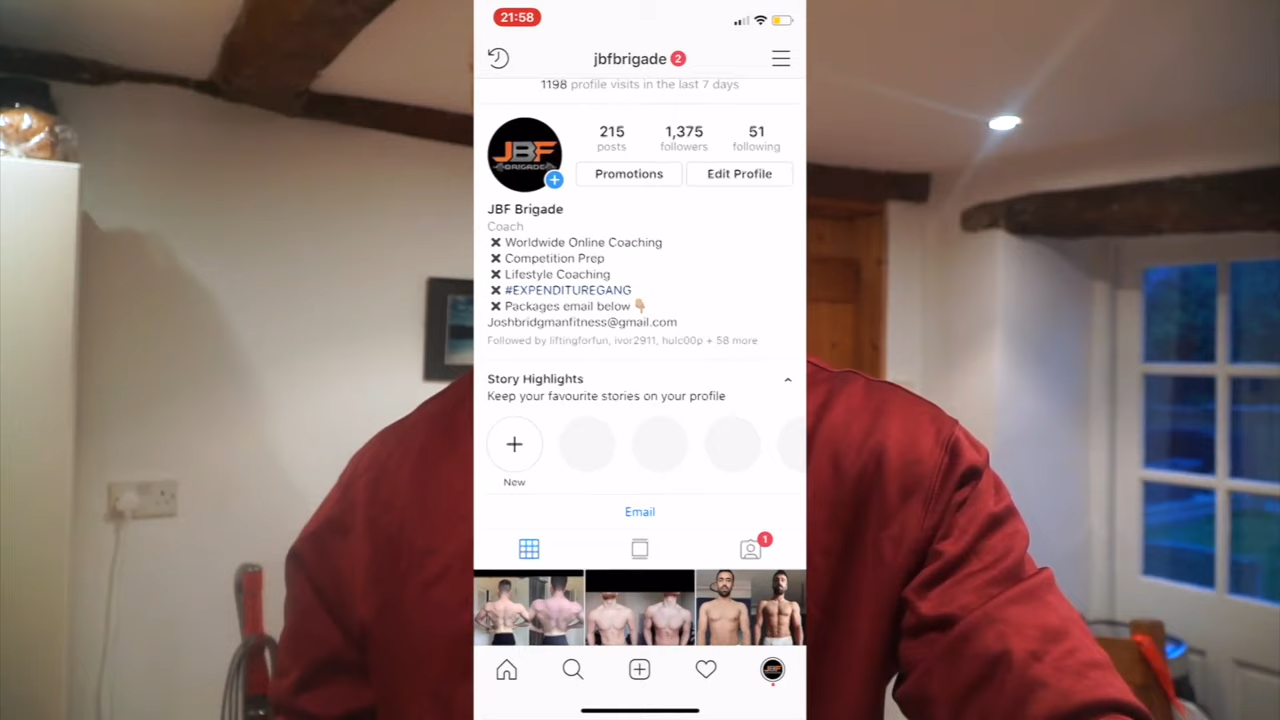 21:58
jbfbrigade 2
1198 profile visits in the last 7 days
JBF
BRIGADE
215 1,375 51
posts followers following
Promotions Edit Profile
JBF Brigade
Coach
✖ Worldwide Online Coaching
✖ Competition Prep
✖ Lifestyle Coaching
✖ #EXPENDITUREGANG
✖ Packages email below 👇🏼
Joshbridgmanfitness@gmail.com
Followed by liftingforfun, ivor2911, hulc00p + 58 more
Story Highlights
Keep your favourite stories on your profile
New
Email
1